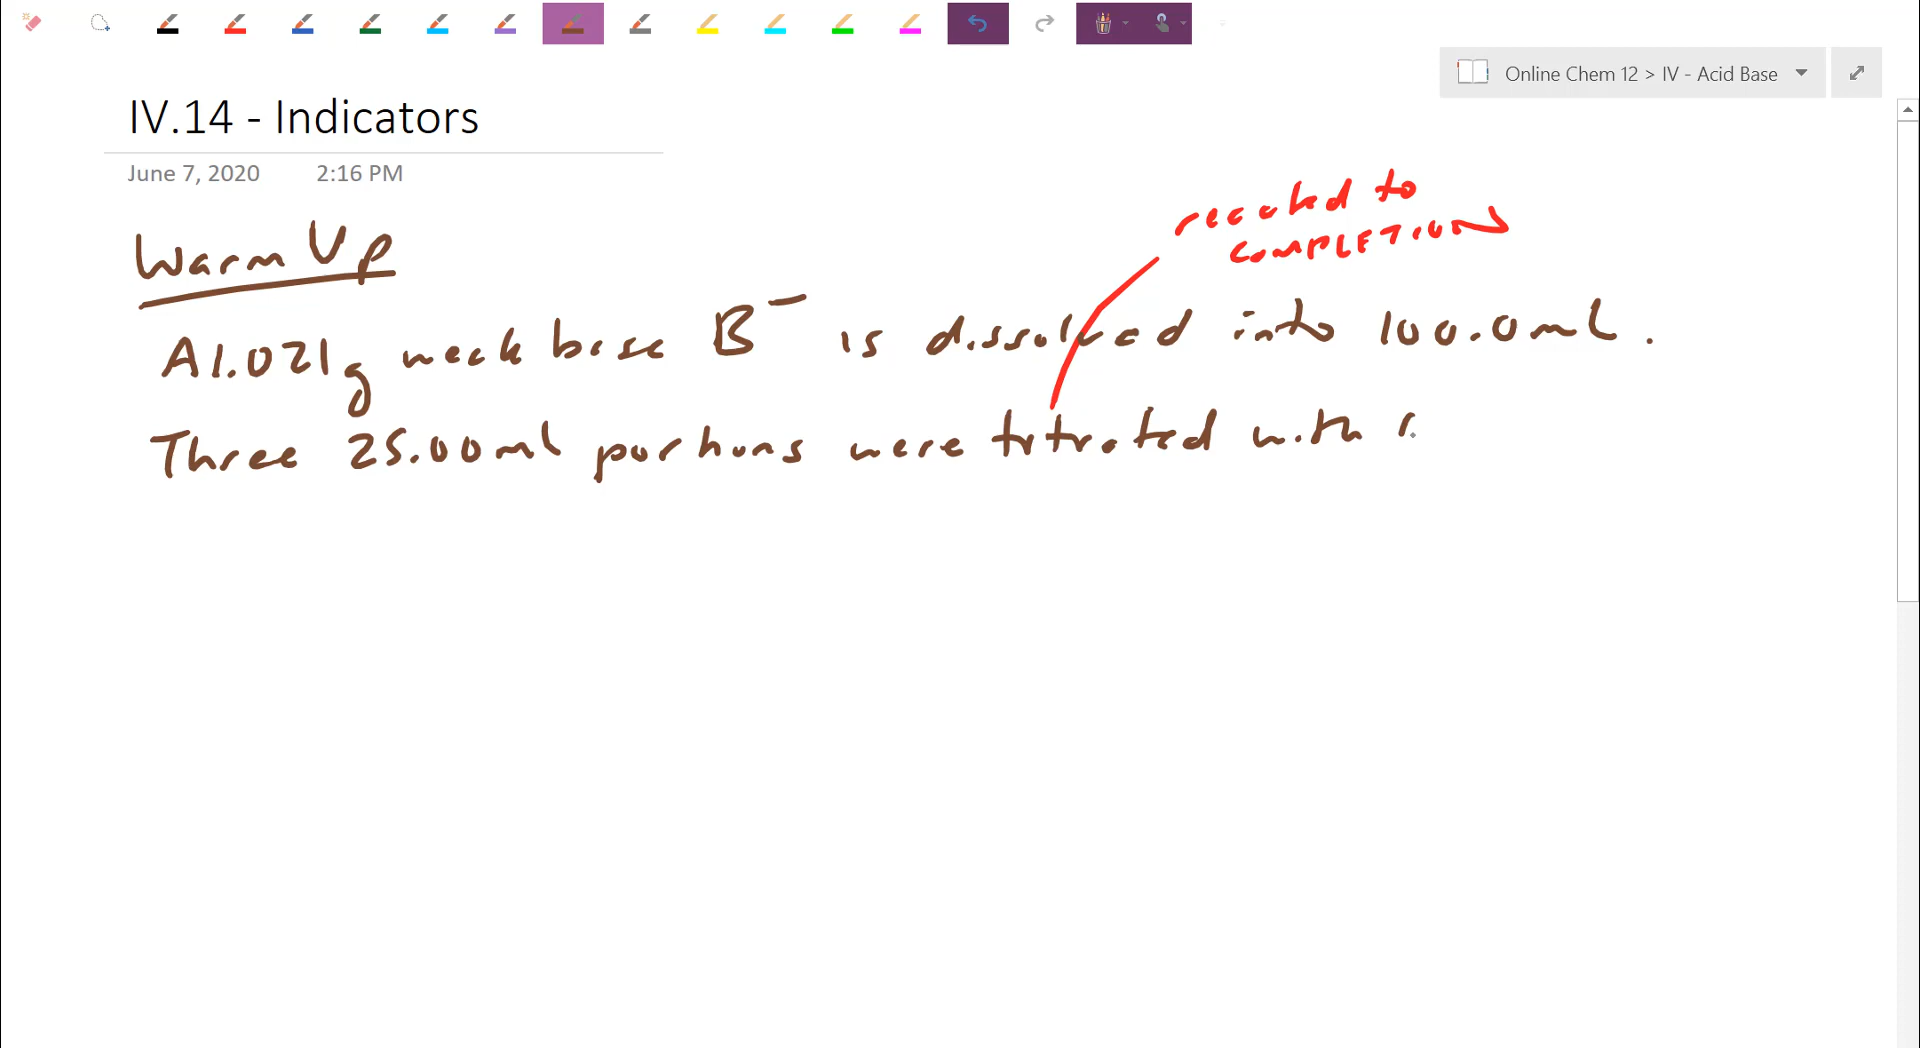 Online Chem 12 > IV - Acid Base
IV.14 - Indicators
June 7, 2020 2:16 PM
reacted to
COMPLETION
Warm Up
A 1.021g weak base B⁻ is dissolved into 100.0mL.
Three 25.00mL portions were titrated with